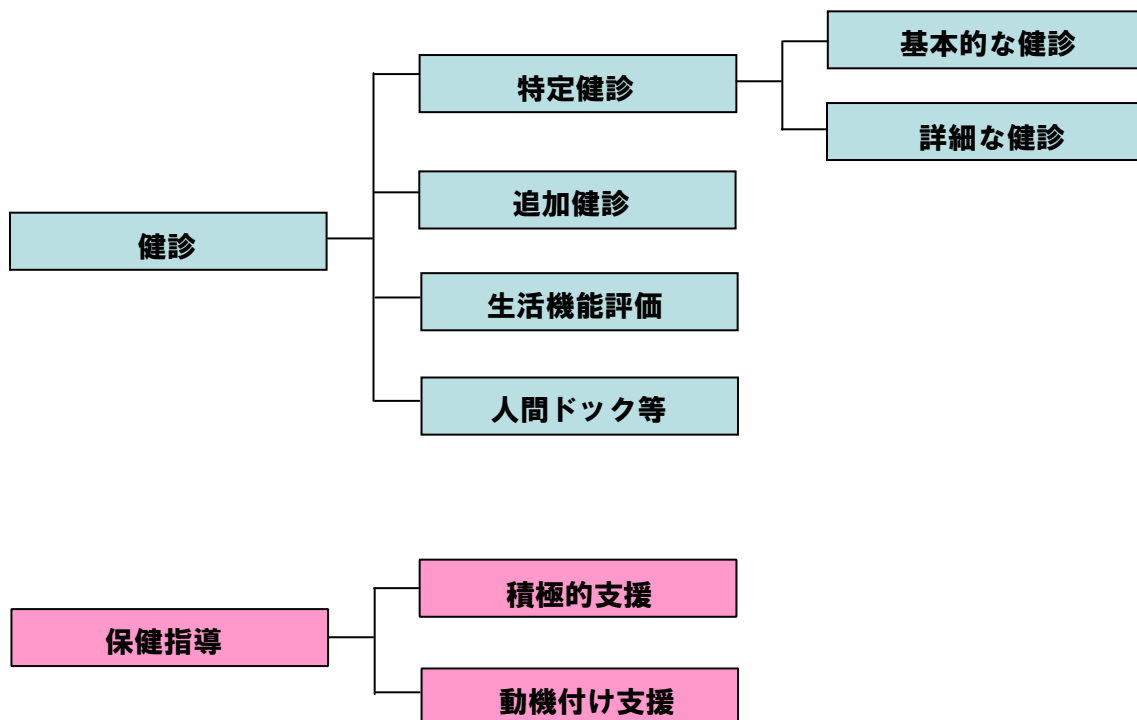 基本的な健診
特定健診
詳細な健診
追加健診
健診
生活機能評価
人間ドック等
積極的支援
保健指導
動機付け支援